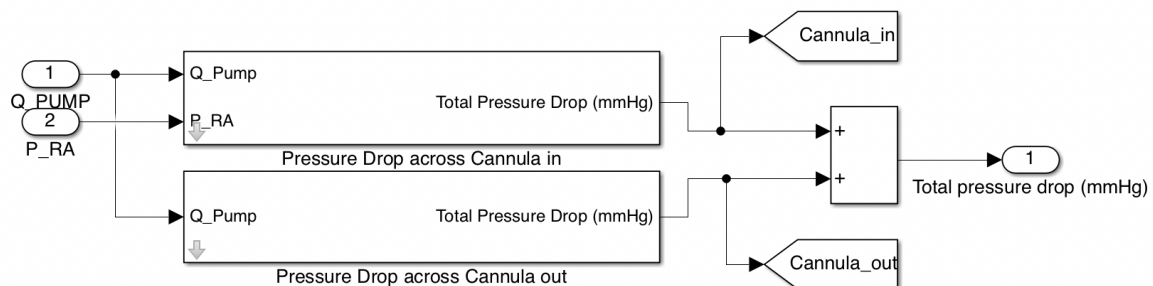 1
Q_PUMP
2
P_RA
Q_Pump
P_RA
Total Pressure Drop (mmHg)
Pressure Drop across Cannula in
Q_Pump
Total Pressure Drop (mmHg)
Pressure Drop across Cannula out
Cannula_in
+
+
Cannula_out
1
Total pressure drop (mmHg)